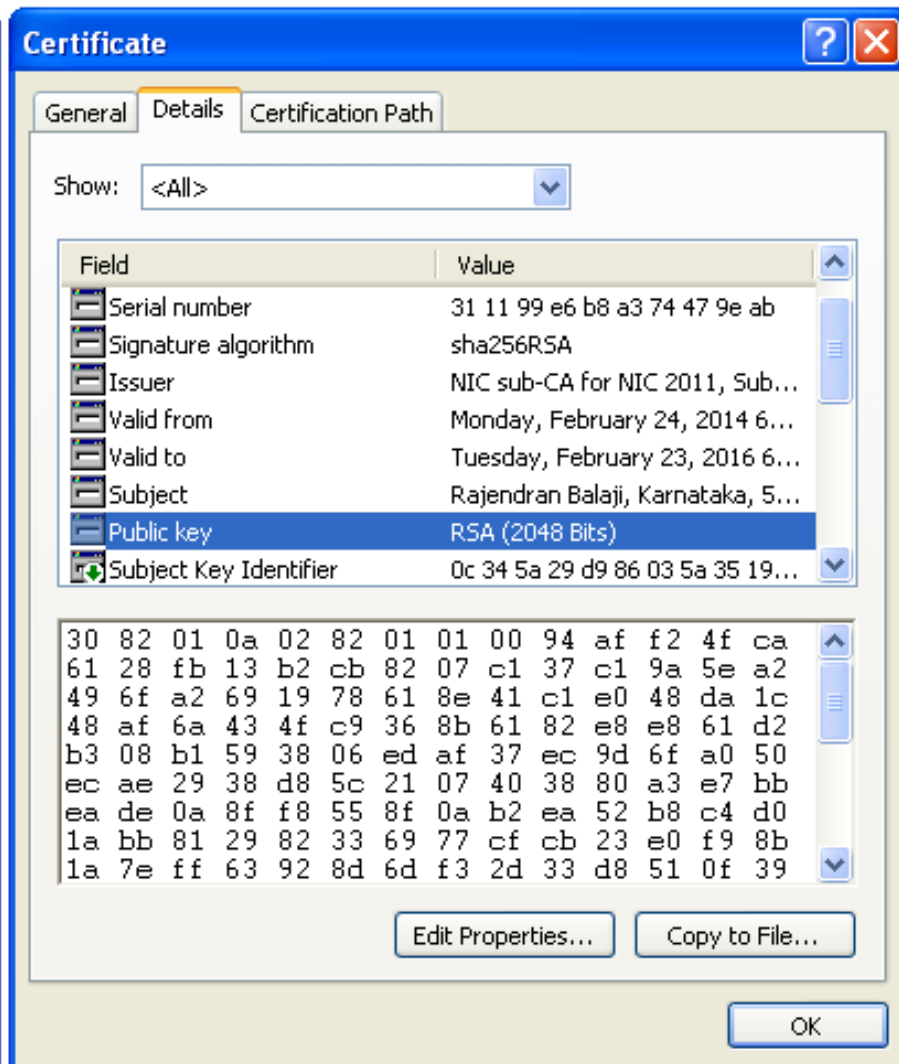 Certificate
General Details Certification Path
Show: <All>
Field Value
Serial number 31 11 99 e6 b8 a3 74 47 9e ab
Signature algorithm sha256RSA
Issuer NIC sub-CA for NIC 2011, Sub...
Valid from Monday, February 24, 2014 6...
Valid to Tuesday, February 23, 2016 6...
Subject Rajendran Balaji, Karnataka, 5...
Public key RSA (2048 Bits)
Subject Key Identifier 0c 34 5a 29 d9 86 03 5a 35 19...
30 82 01 0a 02 82 01 01 00 94 af f2 4f ca
61 28 fb 13 b2 cb 82 07 c1 37 c1 9a 5e a2
49 6f a2 69 19 78 61 8e 41 c1 e0 48 da 1c
48 af 6a 43 4f c9 36 8b 61 82 e8 e8 61 d2
b3 08 b1 59 38 06 ed af 37 ec 9d 6f a0 50
ec ae 29 38 d8 5c 21 07 40 38 80 a3 e7 bb
ea de 0a 8f f8 55 8f 0a b2 ea 52 b8 c4 d0
1a bb 81 29 82 33 69 77 cf cb 23 e0 f9 8b
1a 7e ff 63 92 8d 6d f3 2d 33 d8 51 0f 39
Edit Properties... Copy to File...
OK